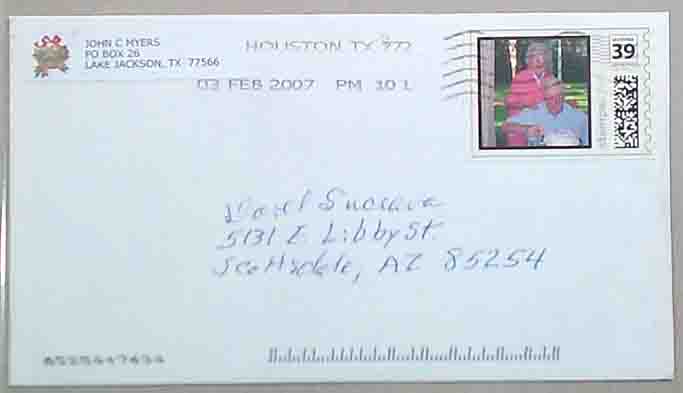 JOHN C MYERS
PO BOX 26
LAKE JACKSON, TX 77566
HOUSTON TX 772
03 FEB 2007 PM 10 L
39
5131 E Libby St.
Scottsdale, AZ 85254